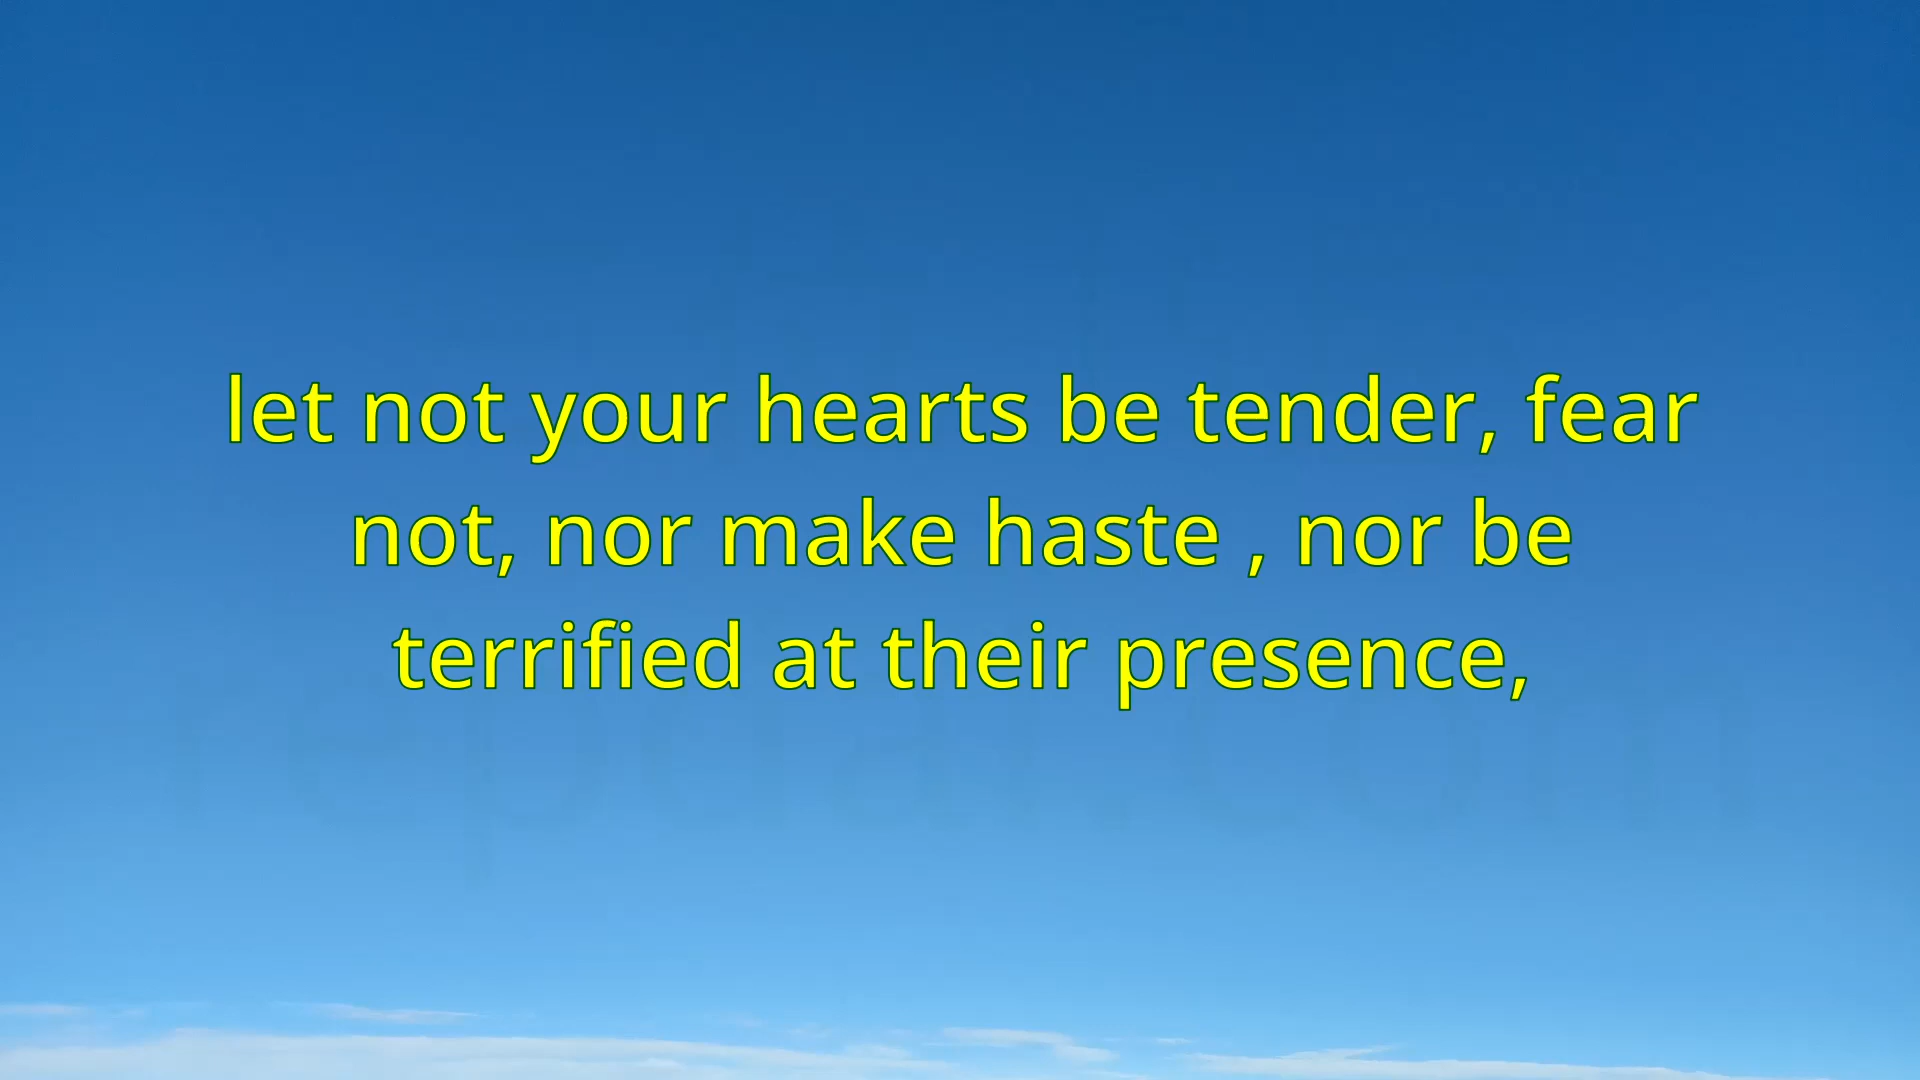 let not your hearts be tender, fear
not, nor make haste , nor be
terrified at their presence,